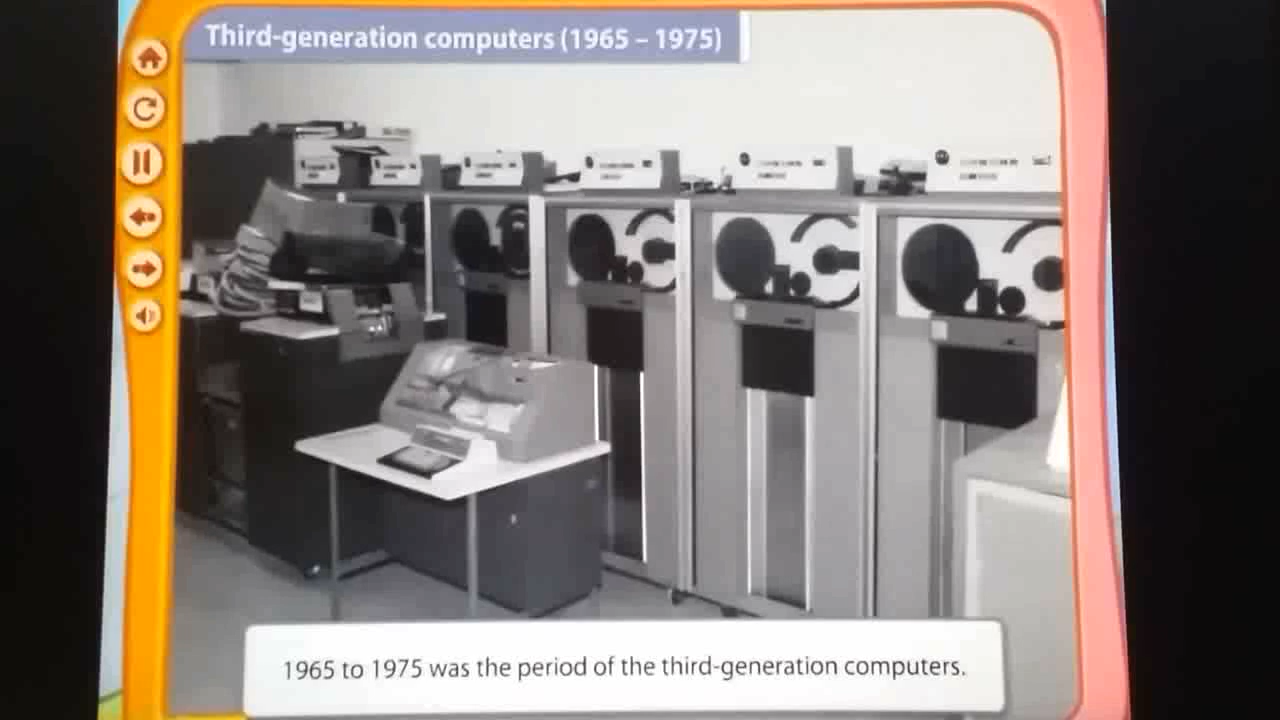 Third-generation computers (1965 – 1975)
1965 to 1975 was the period of the third-generation computers.